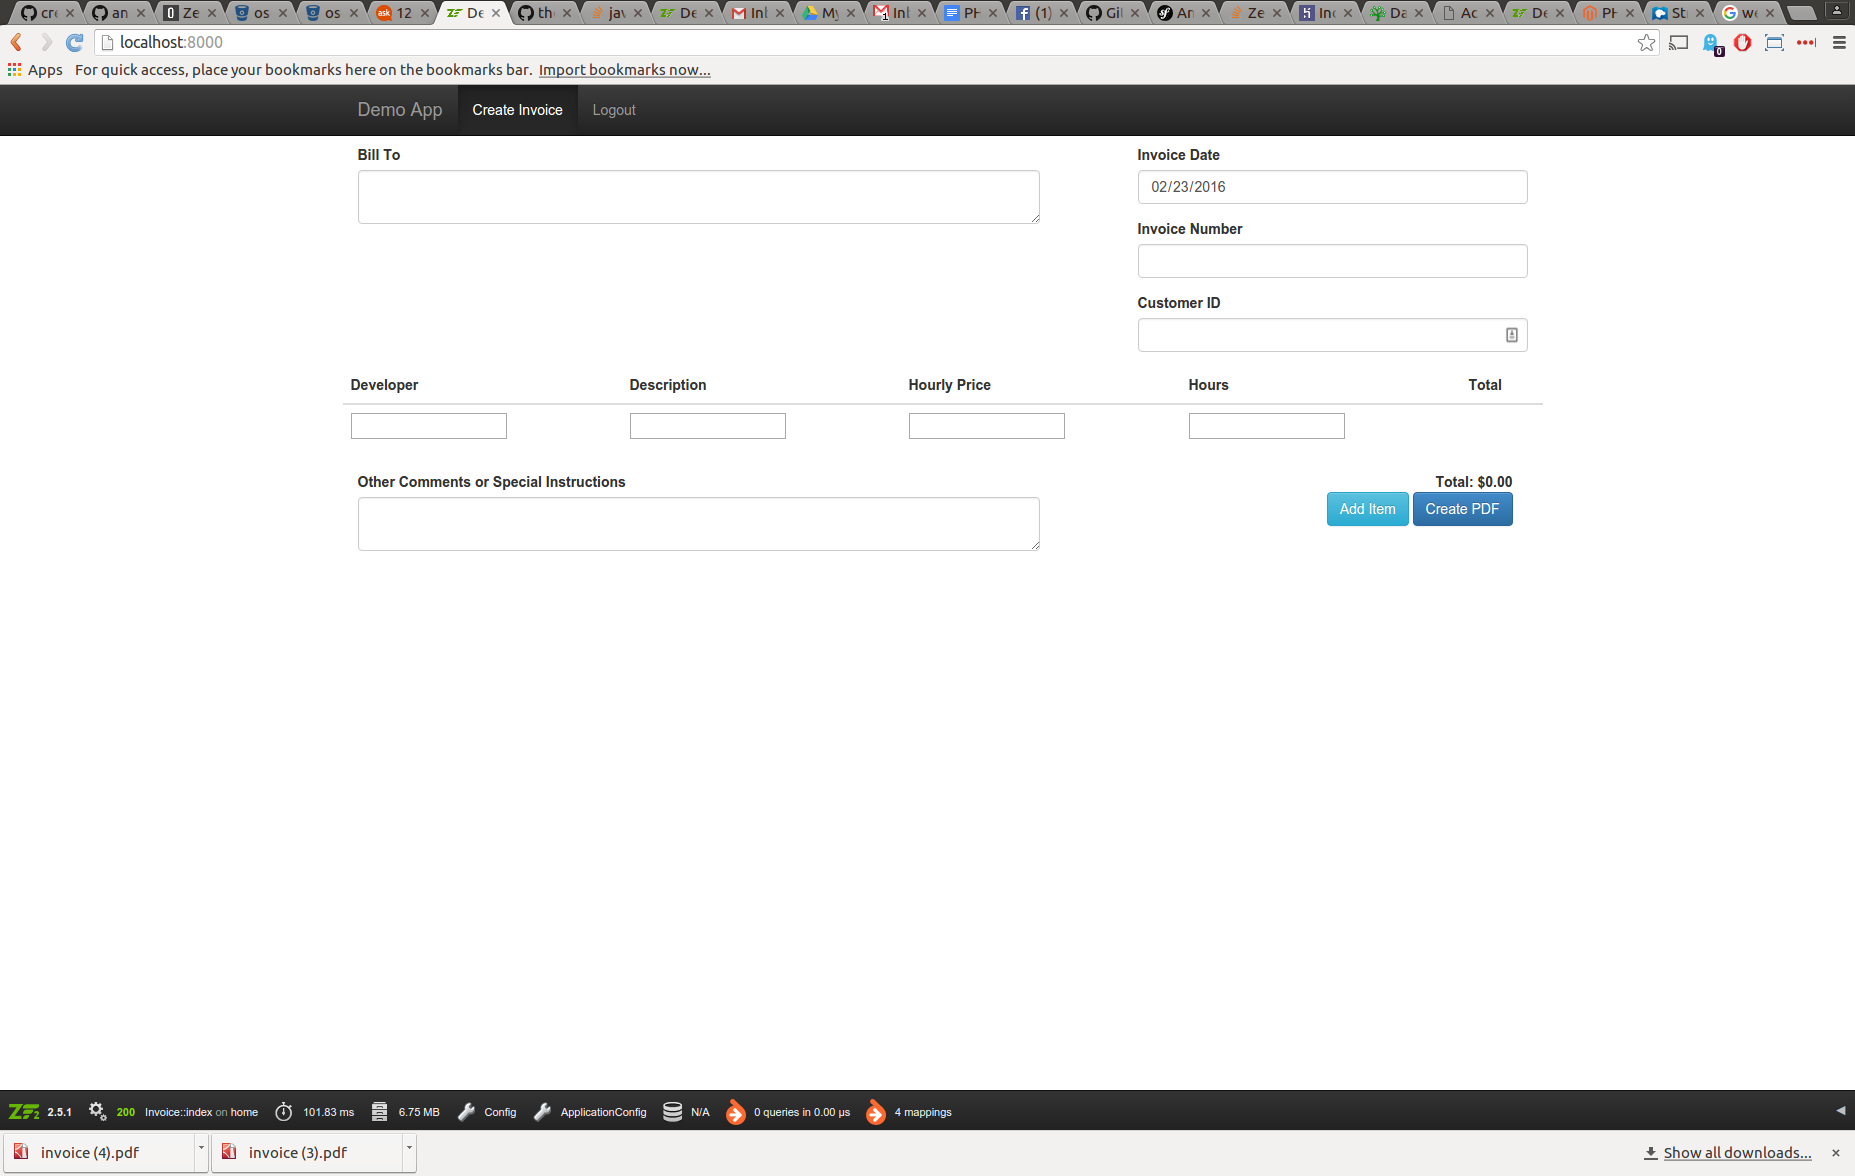 cre an Ze os os 12 De th jav De Inl My Inl PH (1) Gil An Ze Inc Da Ac De PH St we
localhost:8000
Apps For quick access, place your bookmarks here on the bookmarks bar. Import bookmarks now...
Demo App Create Invoice Logout
Bill To
Invoice Date
02/23/2016
Invoice Number
Customer ID
Developer Description Hourly Price Hours Total
Other Comments or Special Instructions
Total: $0.00
Add Item Create PDF
2.5.1 200 Invoice::index on home 101.83 ms 6.75 MB Config ApplicationConfig N/A 0 queries in 0.00 µs 4 mappings
invoice (4).pdf invoice (3).pdf Show all downloads...